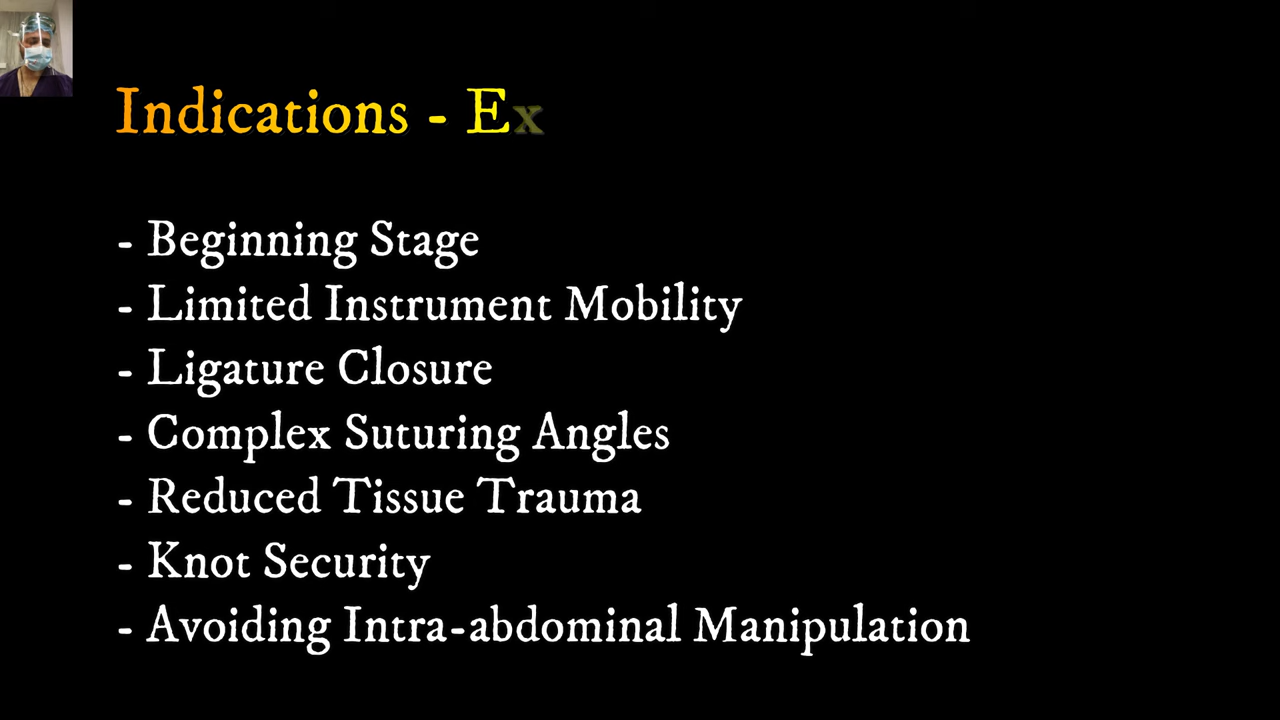 Indications - Ex
- Beginning Stage
- Limited Instrument Mobility
- Ligature Closure
- Complex Suturing Angles
- Reduced Tissue Trauma
- Knot Security
- Avoiding Intra-abdominal Manipulation